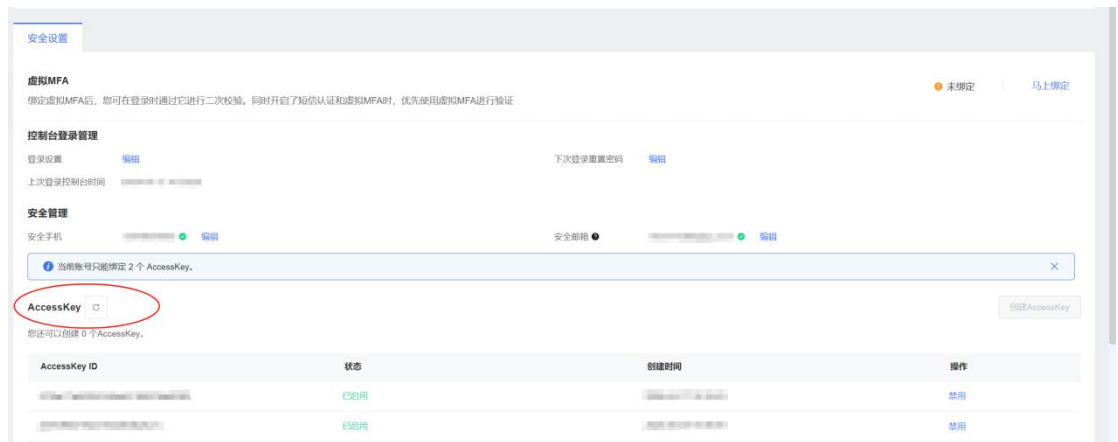 安全设置
虚拟MFA
绑定虚拟MFA后，您可在登录时通过它进行二次校验。同时开启了短信认证和虚拟MFA时，优先使用虚拟MFA进行验证
未绑定 马上绑定
控制台登录管理
登录设置 编辑 下次登录重置密码 编辑
上次登录控制台时间
安全管理
安全手机 编辑 安全邮箱 编辑
当前账号只能绑定 2 个 AccessKey。
AccessKey 创建AccessKey
您还可以创建 0 个AccessKey。
AccessKey ID 状态 创建时间 操作
已启用 禁用
已启用 禁用